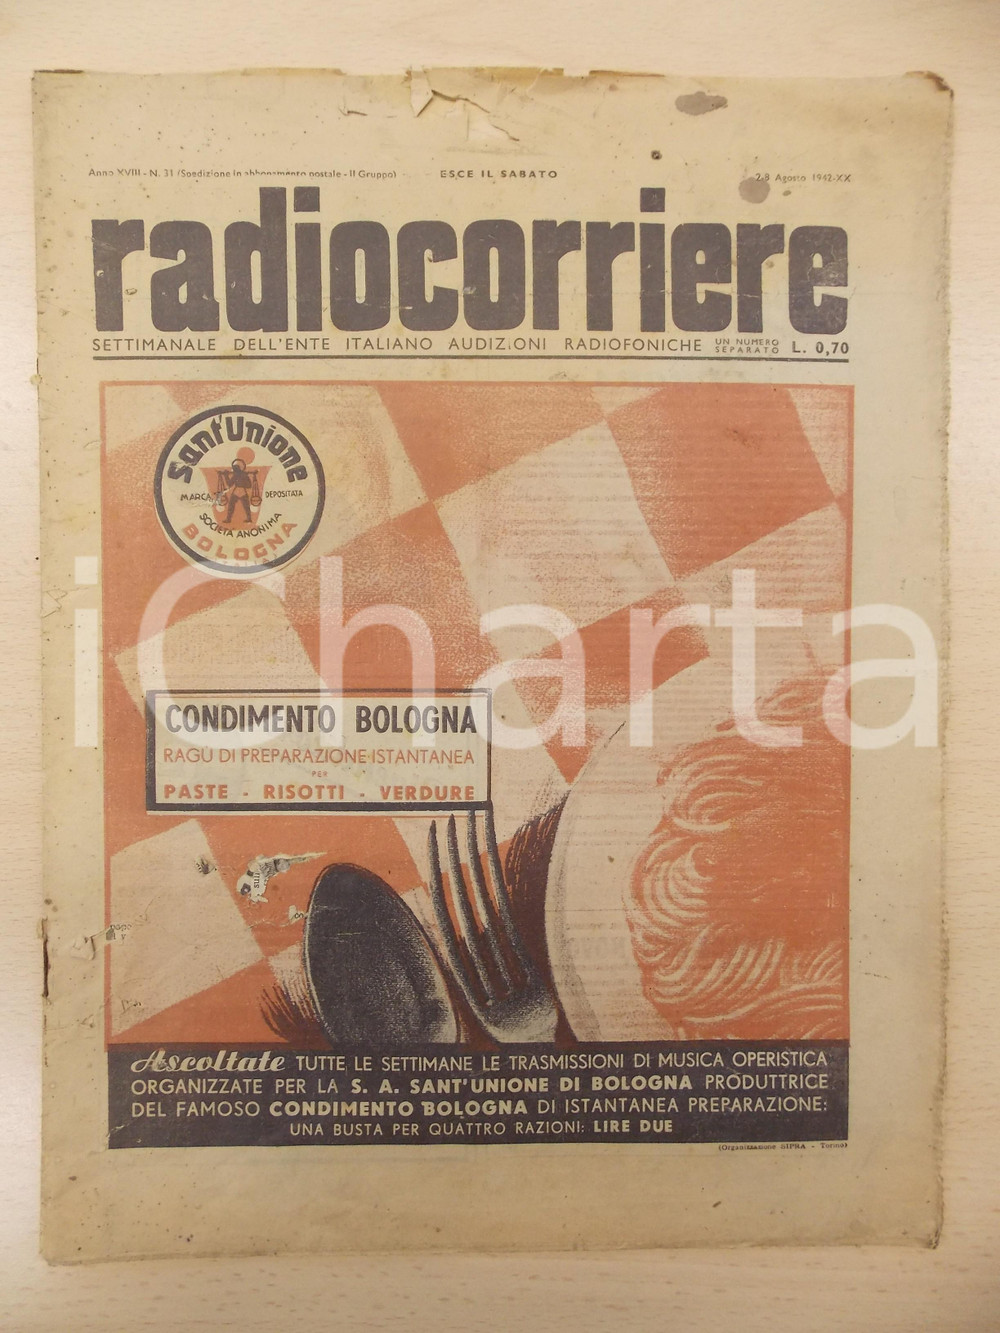 Anno XVIII - N. 31 (Spedizione in abbonamento postale - II Gruppo)
ESCE IL SABATO
2-8 Agosto 1942-XX
radiocorriere
SETTIMANALE DELL'ENTE ITALIANO AUDIZIONI RADIOFONICHE
UN NUMERO
SEPARATO
L. 0,70
Sant'Unione
MARCA DEPOSITATA
SOCIETÀ ANONIMA
BOLOGNA
iCharta
CONDIMENTO BOLOGNA
RAGÙ DI PREPARAZIONE ISTANTANEA
PER
PASTE - RISOTTI - VERDURE
Ascoltate TUTTE LE SETTIMANE LE TRASMISSIONI DI MUSICA OPERISTICA
ORGANIZZATE PER LA S. A. SANT'UNIONE DI BOLOGNA PRODUTTRICE
DEL FAMOSO CONDIMENTO BOLOGNA DI ISTANTANEA PREPARAZIONE:
UNA BUSTA PER QUATTRO RAZIONI: LIRE DUE
(Organizzazione SIPRA - Torino)